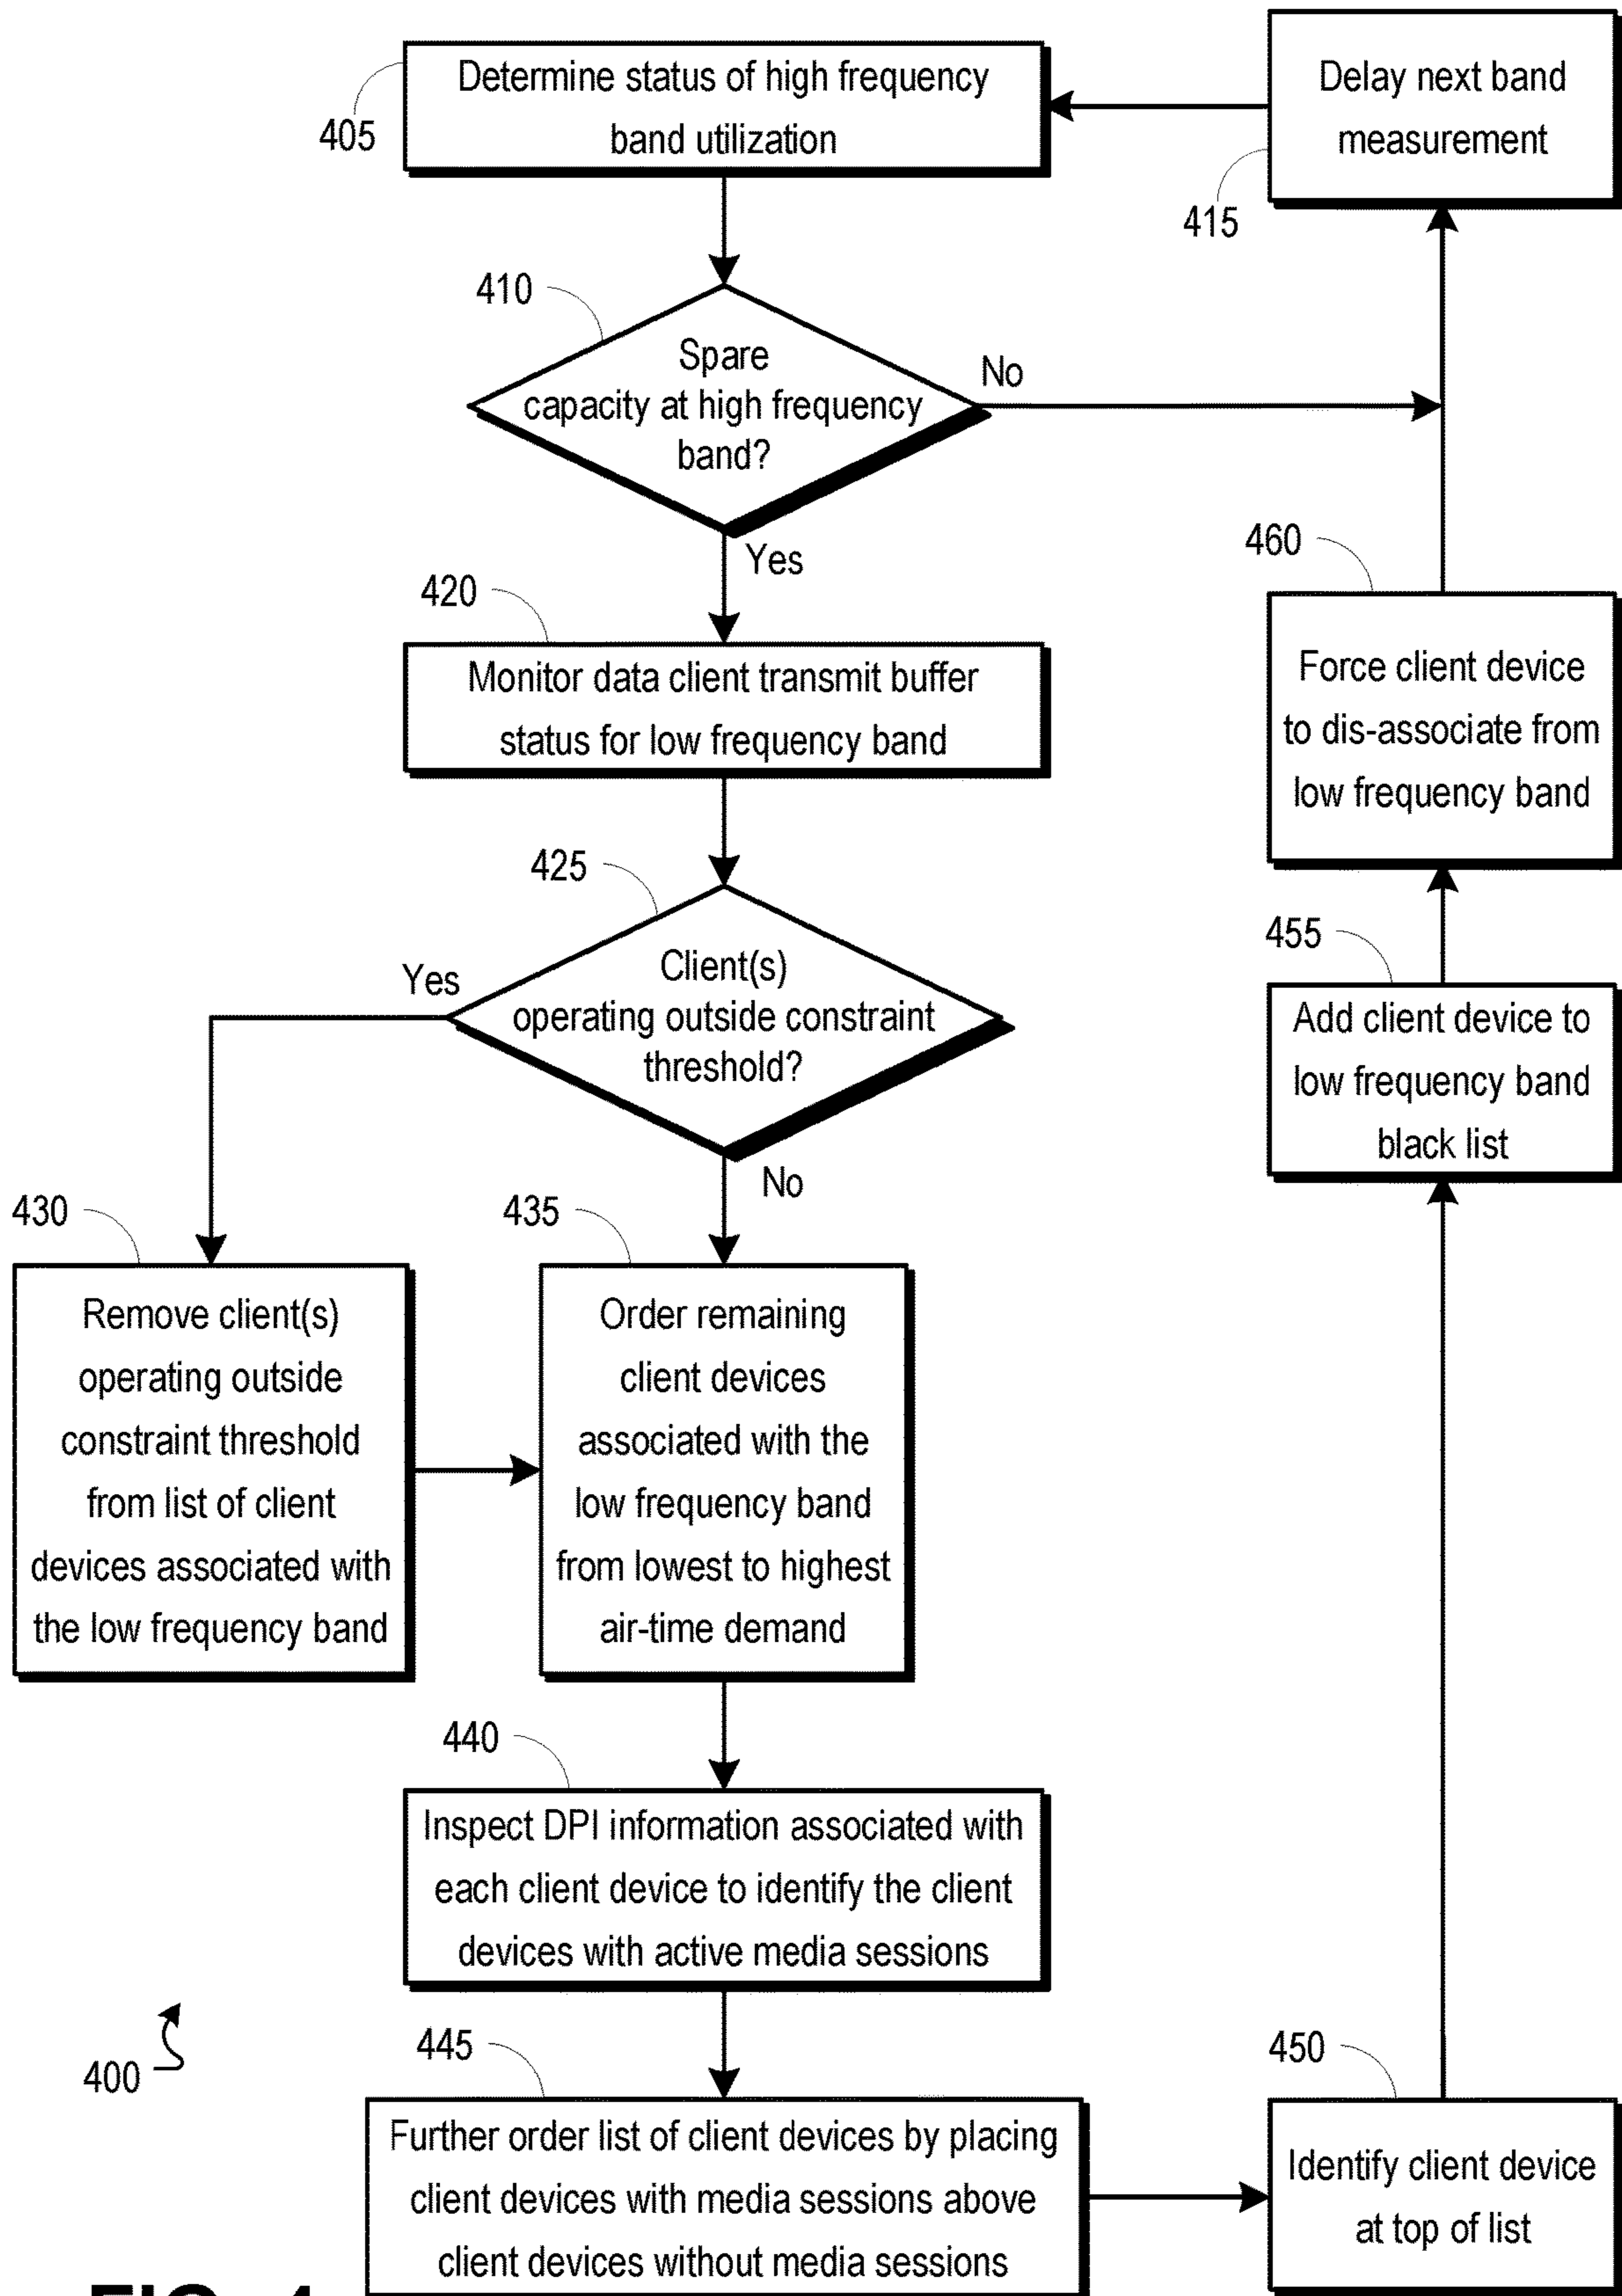 Determine status of high frequency
band utilization
405
Delay next band
measurement
415
410
Spare
capacity at high frequency
band?
No
Yes
420
Monitor data client transmit buffer
status for low frequency band
460
Force client device
to dis-associate from
low frequency band
425
Client(s)
operating outside constraint
threshold?
Yes
No
455
Add client device to
low frequency band
black list
430
Remove client(s)
operating outside
constraint threshold
from list of client
devices associated with
the low frequency band
435
Order remaining
client devices
associated with the
low frequency band
from lowest to highest
air-time demand
440
Inspect DPI information associated with
each client device to identify the client
devices with active media sessions
400
445
Further order list of client devices by placing
client devices with media sessions above
client devices without media sessions
450
Identify client device
at top of list